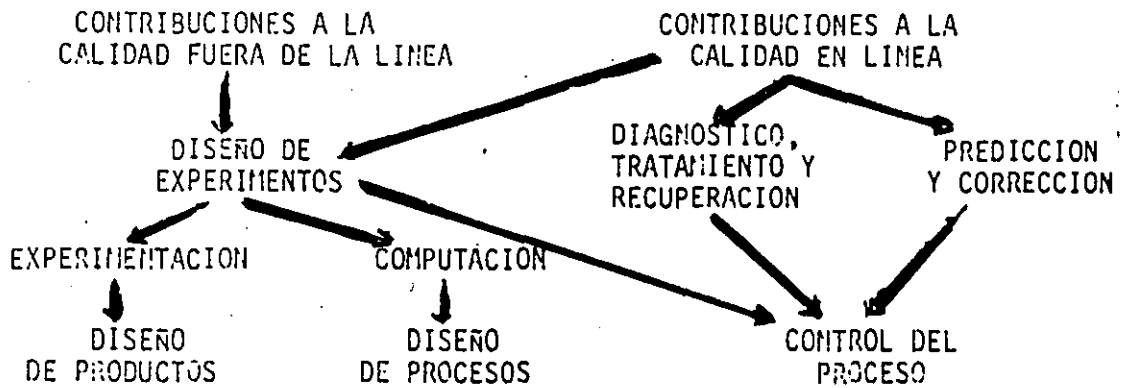 CONTRIBUCIONES A LA
CALIDAD FUERA DE LA LINEA
CONTRIBUCIONES A LA
CALIDAD EN LINEA
DISEÑO DE
EXPERIMENTOS
DIAGNOSTICO,
TRATAMIENTO Y
RECUPERACION
PREDICCION
Y CORRECCION
EXPERIMENTACION
COMPUTACION
DISEÑO
DE PRODUCTOS
DISEÑO
DE PROCESOS
CONTROL DEL
PROCESO